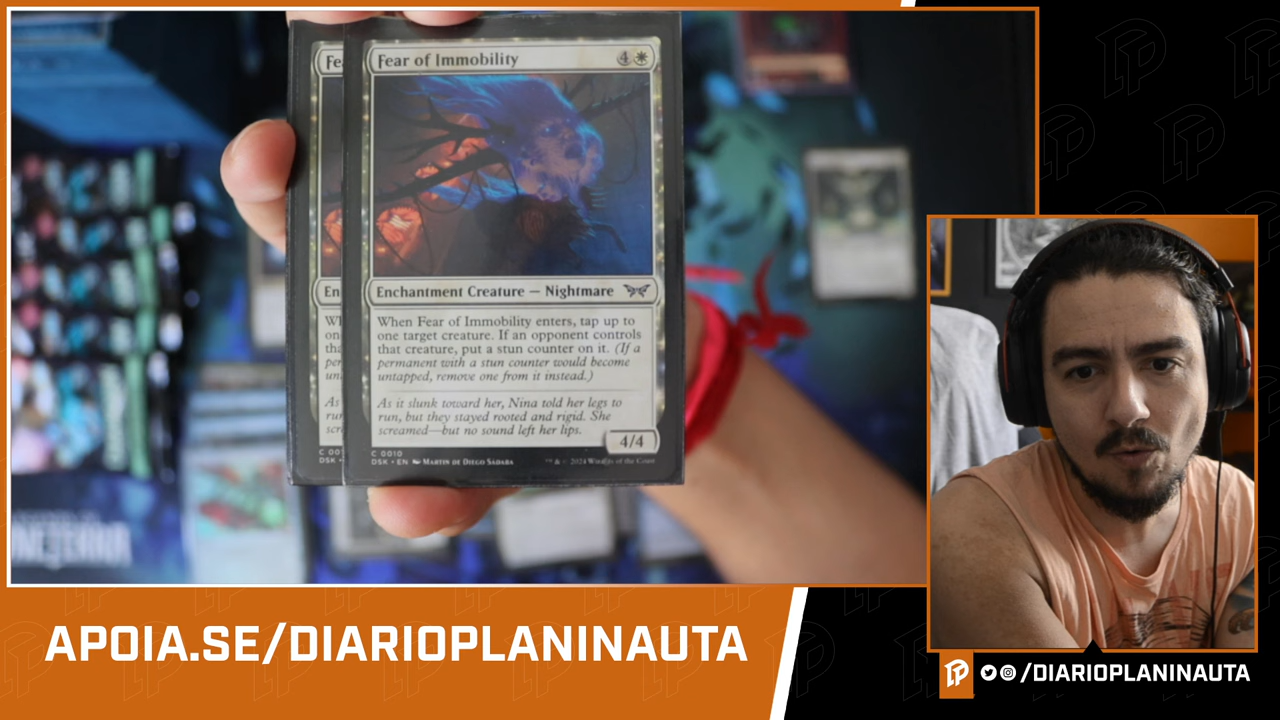 Fear of Immobility
4
Enchantment Creature — Nightmare
When Fear of Immobility enters, tap up to
one target creature. If an opponent controls
that creature, put a stun counter on it. (If a
permanent with a stun counter would become
untapped, remove one from it instead.)
As it slunk toward her, Nina told her legs to
run, but they stayed rooted and rigid. She
screamed—but no sound left her lips.
4/4
C 0010
DSK • EN MARTIN DE DIEGO SÁDABA
™ & © 2024 Wizards of the Coast
APOIA.SE/DIARIOPLANINAUTA
/DIARIOPLANINAUTA